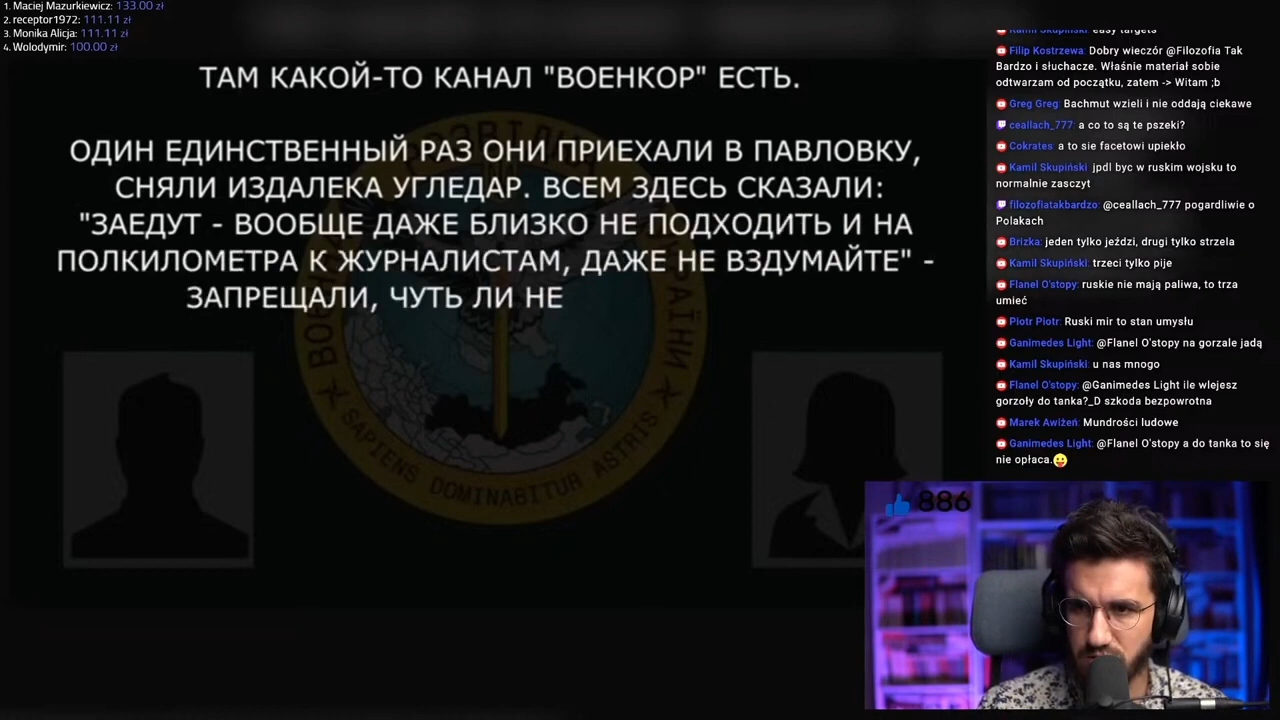 1. Maciej Mazurkiewicz: 133.00 zł
2. receptor1972: 111.11 zł
3. Monika Alicja: 111.11 zł
4. Wolodymir: 100.00 zł
ТАМ КАКОЙ-ТО КАНАЛ "ВОЕНКОР" ЕСТЬ.
ОДИН ЕДИНСТВЕННЫЙ РАЗ ОНИ ПРИЕХАЛИ В ПАВЛОВКУ,
СНЯЛИ ИЗДАЛЕКА УГЛЕДАР. ВСЕМ ЗДЕСЬ СКАЗАЛИ:
"ЗАЕДУТ - ВООБЩЕ ДАЖЕ БЛИЗКО НЕ ПОДХОДИТЬ И НА
ПОЛКИЛОМЕТРА К ЖУРНАЛИСТАМ, ДАЖЕ НЕ ВЗДУМАЙТЕ" -
ЗАПРЕЩАЛИ, ЧУТЬ ЛИ НЕ
SAPIENS DOMINABITUR ASTRIS
Kamil Skupiński: easy targets
Filip Kostrzewa: Dobry wieczór @Filozofia Tak
Bardzo i słuchacze. Właśnie materiał sobie
odtwarzam od początku, zatem -> Witam ;b
Greg Greg: Bachmut wzieli i nie oddają ciekawe
ceallach_777: a co to są te pszeki?
Cokrates: a to sie facetowi upiekło
Kamil Skupiński: jpdl byc w ruskim wojsku to
normalnie zasczyt
filozofiatakbardzo: @ceallach_777 pogardliwie o
Polakach
Brizka: jeden tylko jeździ, drugi tylko strzela
Kamil Skupiński: trzeci tylko pije
Flanel O'stopy: ruskie nie mają paliwa, to trza
umieć
Piotr Piotr: Ruski mir to stan umysłu
Ganimedes Light: @Flanel O'stopy na gorzale jadą
Kamil Skupiński: u nas mnogo
Flanel O'stopy: @Ganimedes Light ile wlejesz
gorzoły do tanka?_D szkoda bezpowrotna
Marek Awiżeń: Mundrości ludowe
Ganimedes Light: @Flanel O'stopy a do tanka to się
nie opłaca.😛
886